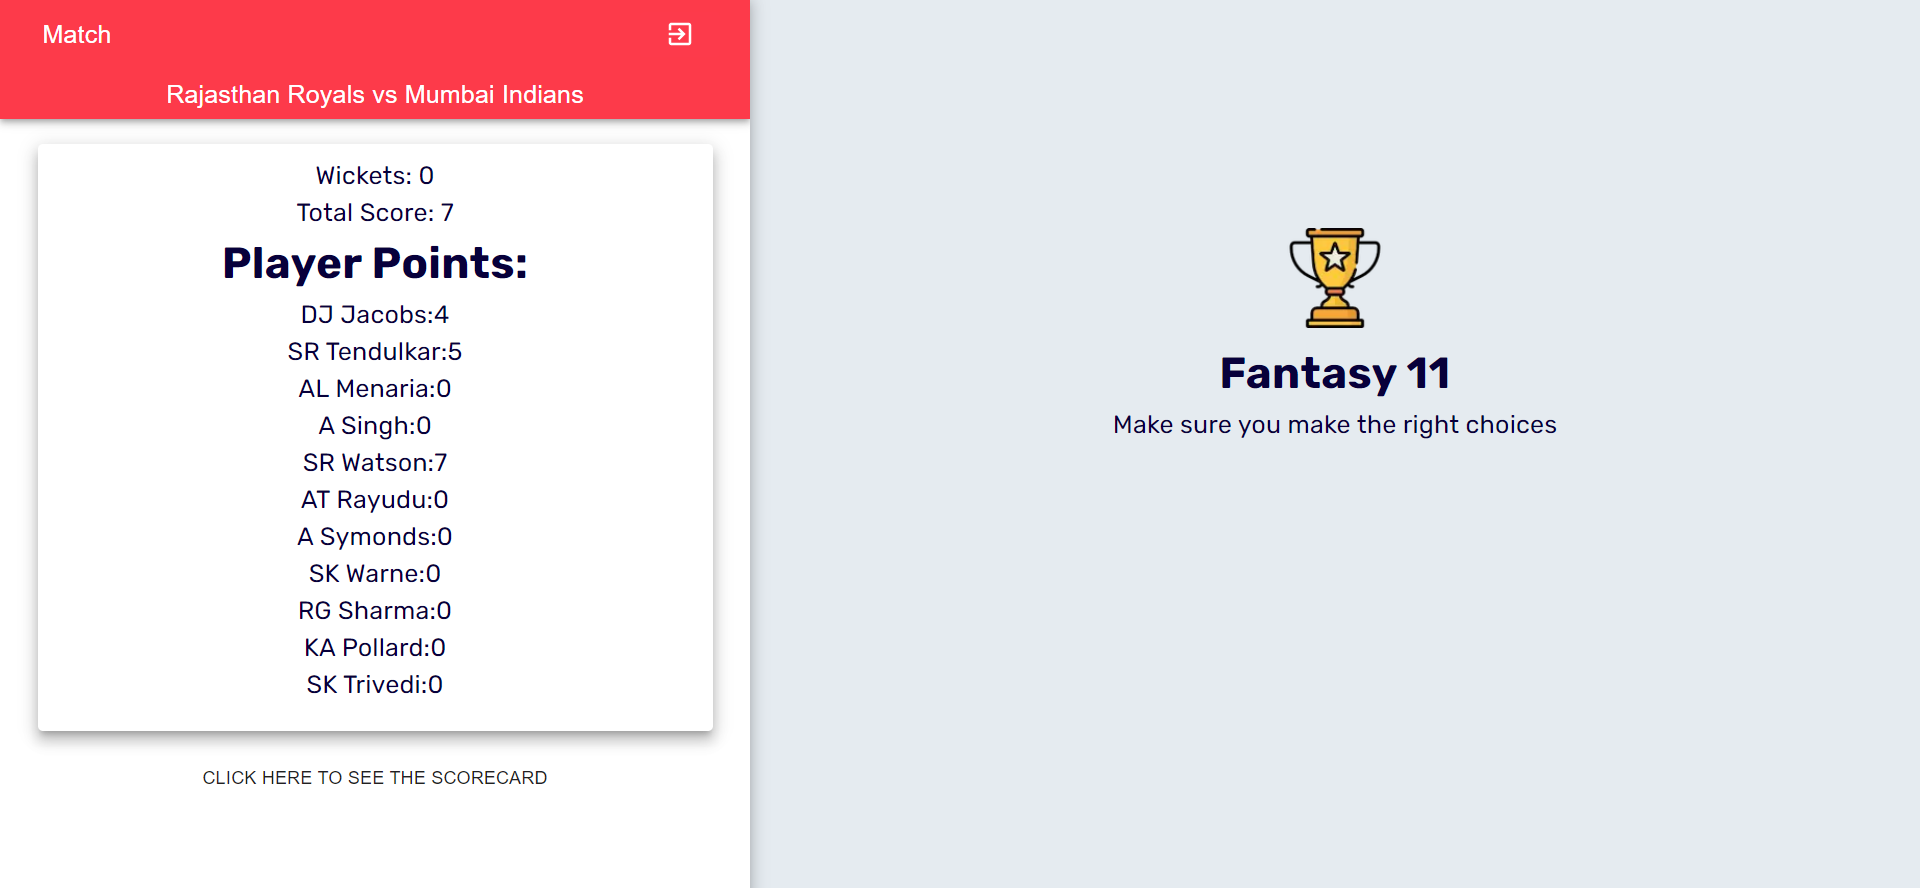 Match
Rajasthan Royals vs Mumbai Indians
Wickets: 0
Total Score: 7
Player Points:
DJ Jacobs:4
SR Tendulkar:5
AL Menaria:0
A Singh:0
SR Watson:7
AT Rayudu:0
A Symonds:0
SK Warne:0
RG Sharma:0
KA Pollard:0
SK Trivedi:0
CLICK HERE TO SEE THE SCORECARD
Fantasy 11
Make sure you make the right choices